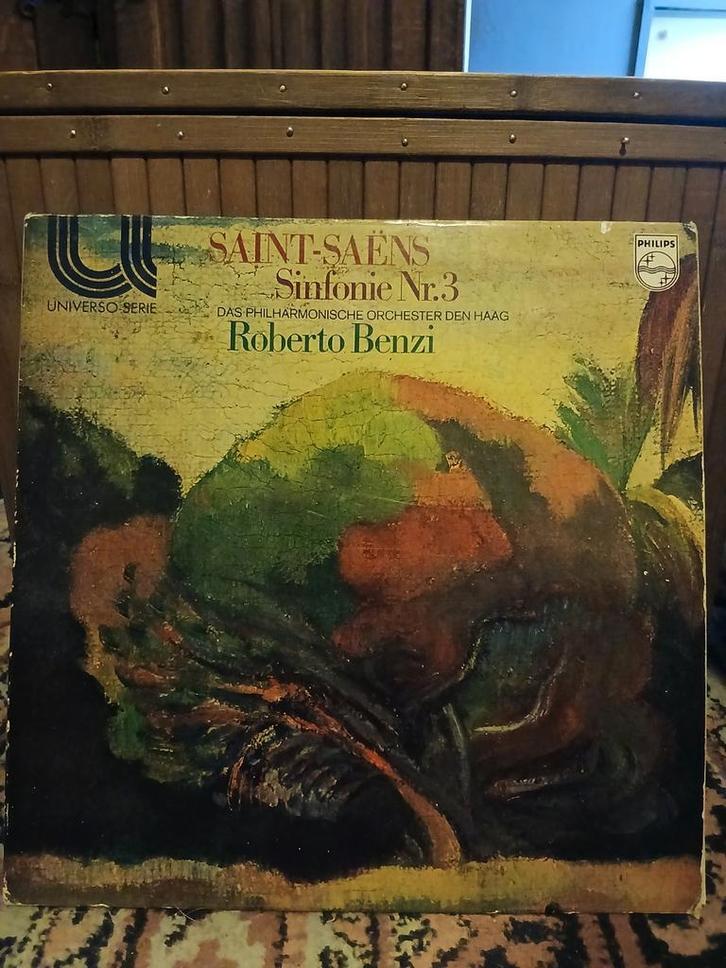 SAINT-SAËNS
Sinfonie Nr.3
DAS PHILHARMONISCHE ORCHESTER DEN HAAG
Roberto Benzi
UNIVERSO-SERIE
PHILIPS